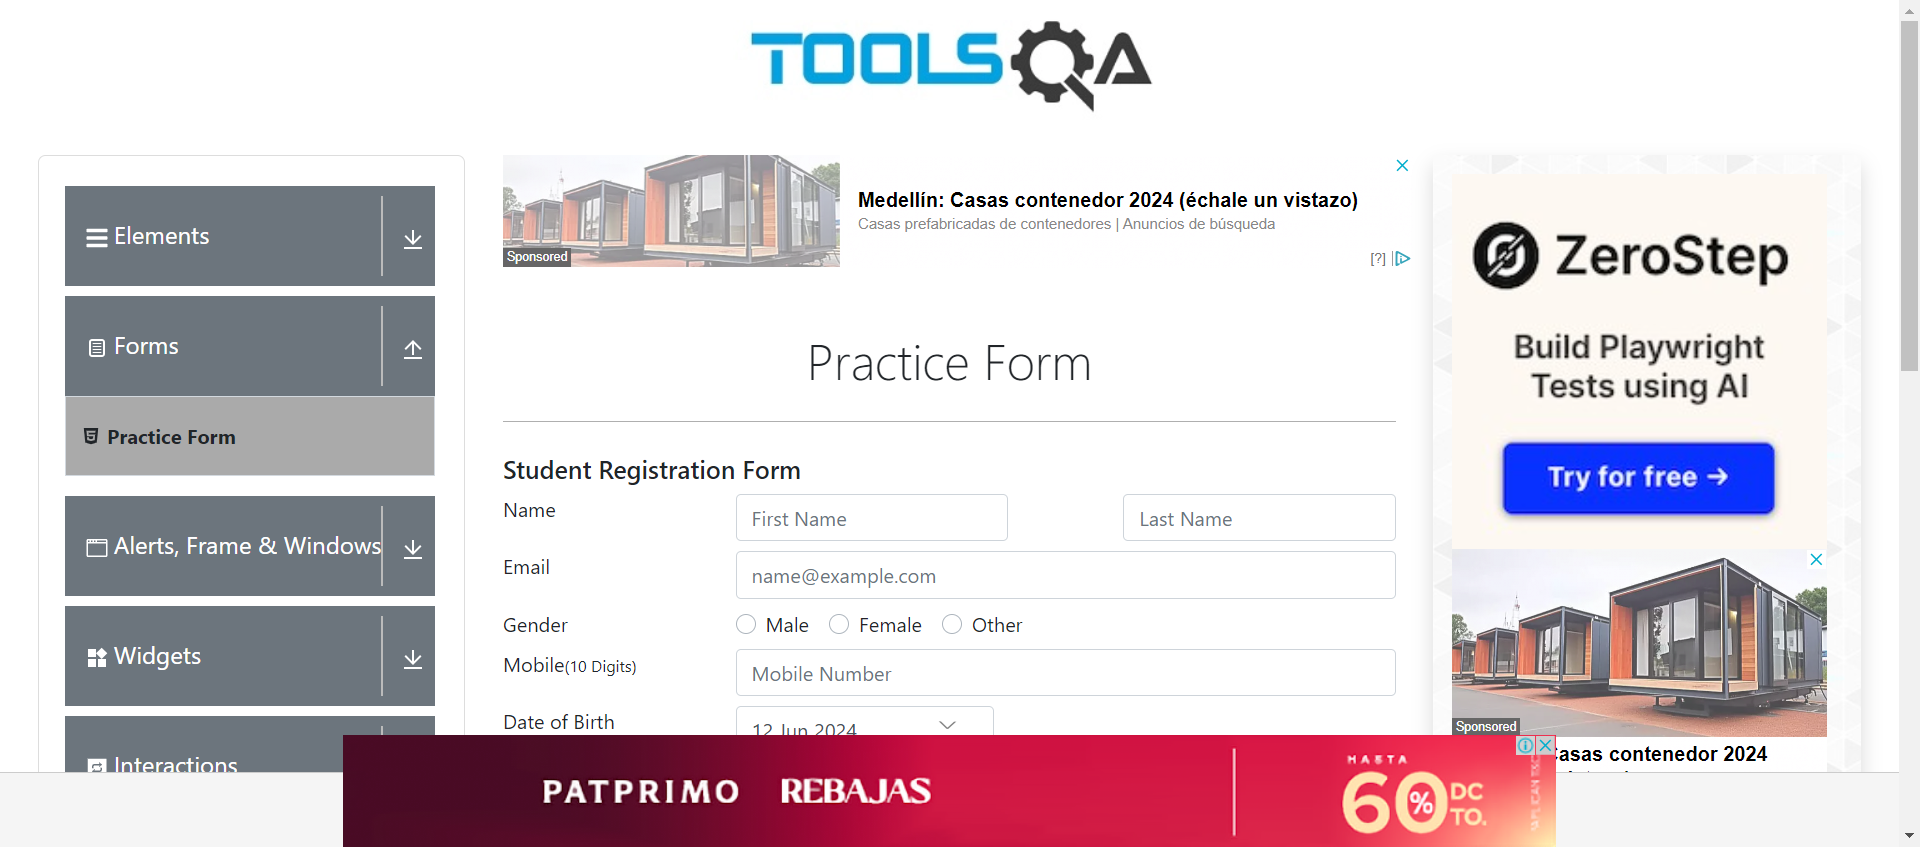 TOOLSQA
Elements
Forms
Practice Form
Alerts, Frame & Windows
Widgets
Interactions
Sponsored
Medellín: Casas contenedor 2024 (échale un vistazo)
Casas prefabricadas de contenedores | Anuncios de búsqueda
[?]
Practice Form
Student Registration Form
Name
First Name
Last Name
Email
name@example.com
Gender
Male
Female
Other
Mobile(10 Digits)
Mobile Number
Date of Birth
12 Jun 2024
ZeroStep
Build Playwright
Tests using AI
Try for free →
Sponsored
Casas contenedor 2024
PATPRIMO REBAJAS
HASTA
60% DCTO.